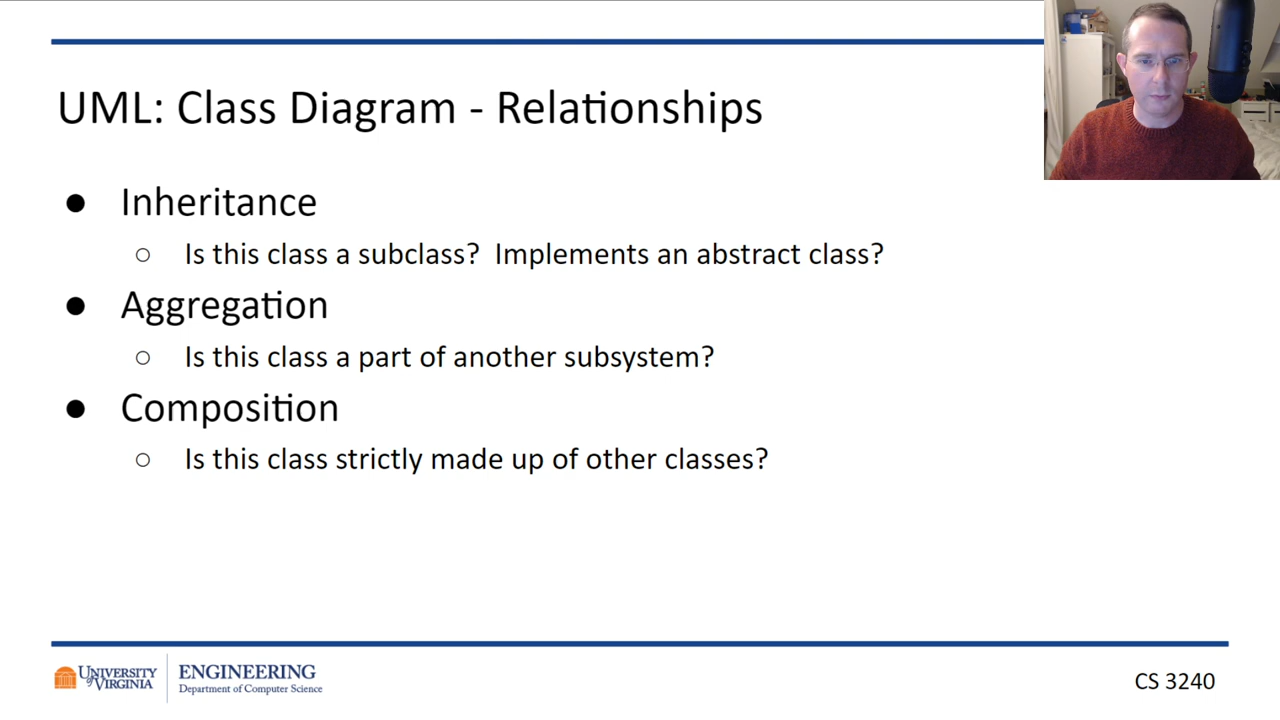 UML: Class Diagram - Relationships
● Inheritance
○ Is this class a subclass? Implements an abstract class?
● Aggregation
○ Is this class a part of another subsystem?
● Composition
○ Is this class strictly made up of other classes?
UNIVERSITY of VIRGINIA
ENGINEERING
Department of Computer Science
CS 3240